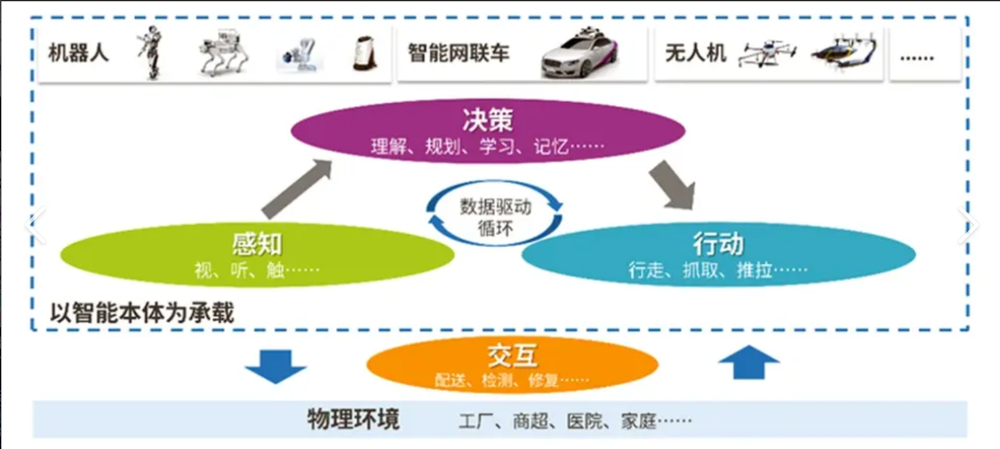 机器人
智能网联车
无人机
······
决策
理解、规划、学习、记忆······
数据驱动
循环
感知
视、听、触······
行动
行走、抓取、推拉······
以智能本体为承载
交互
配送、检测、修复······
物理环境 工厂、商超、医院、家庭······